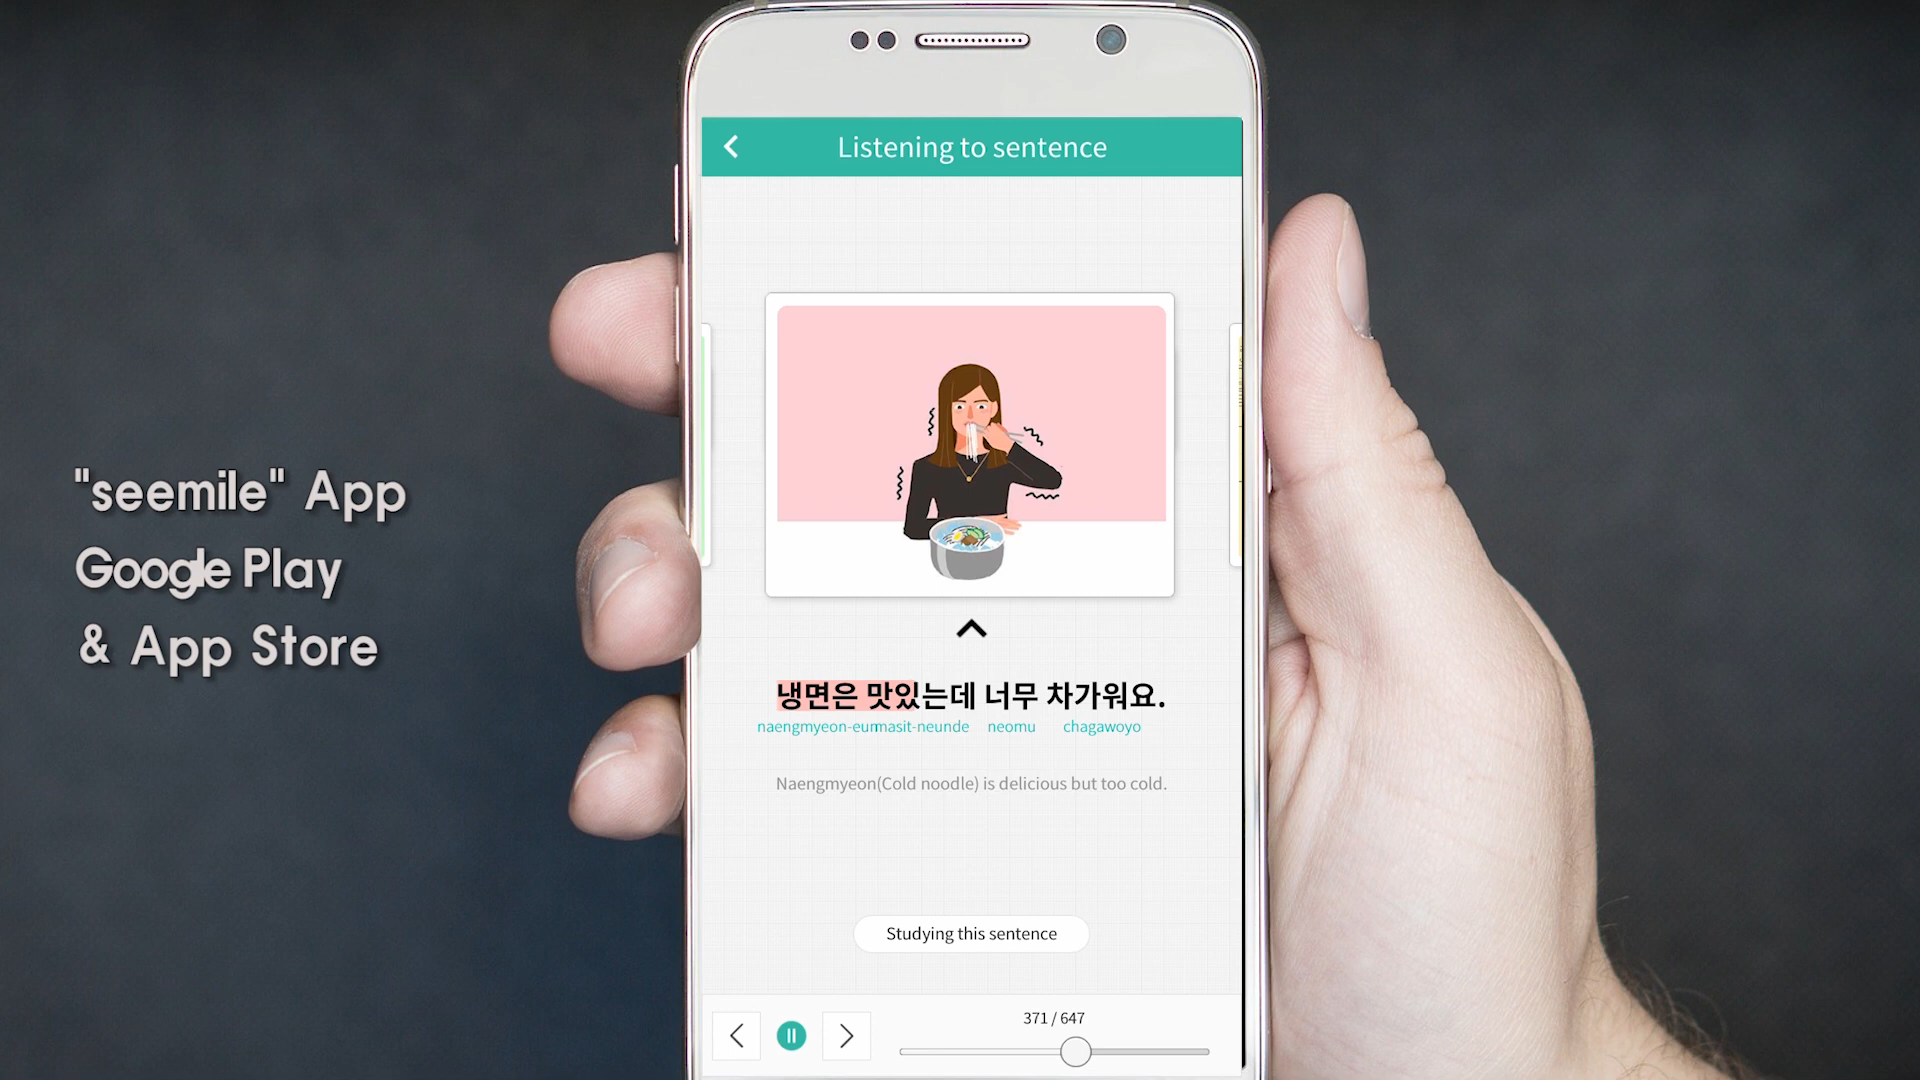 "seemile" App
Google Play
& App Store
Listening to sentence
냉면은 맛있는데 너무 차가워요.
naengmyeon-eun masit-neunde neomu chagawoyo
Naengmyeon(Cold noodle) is delicious but too cold.
Studying this sentence
371 / 647